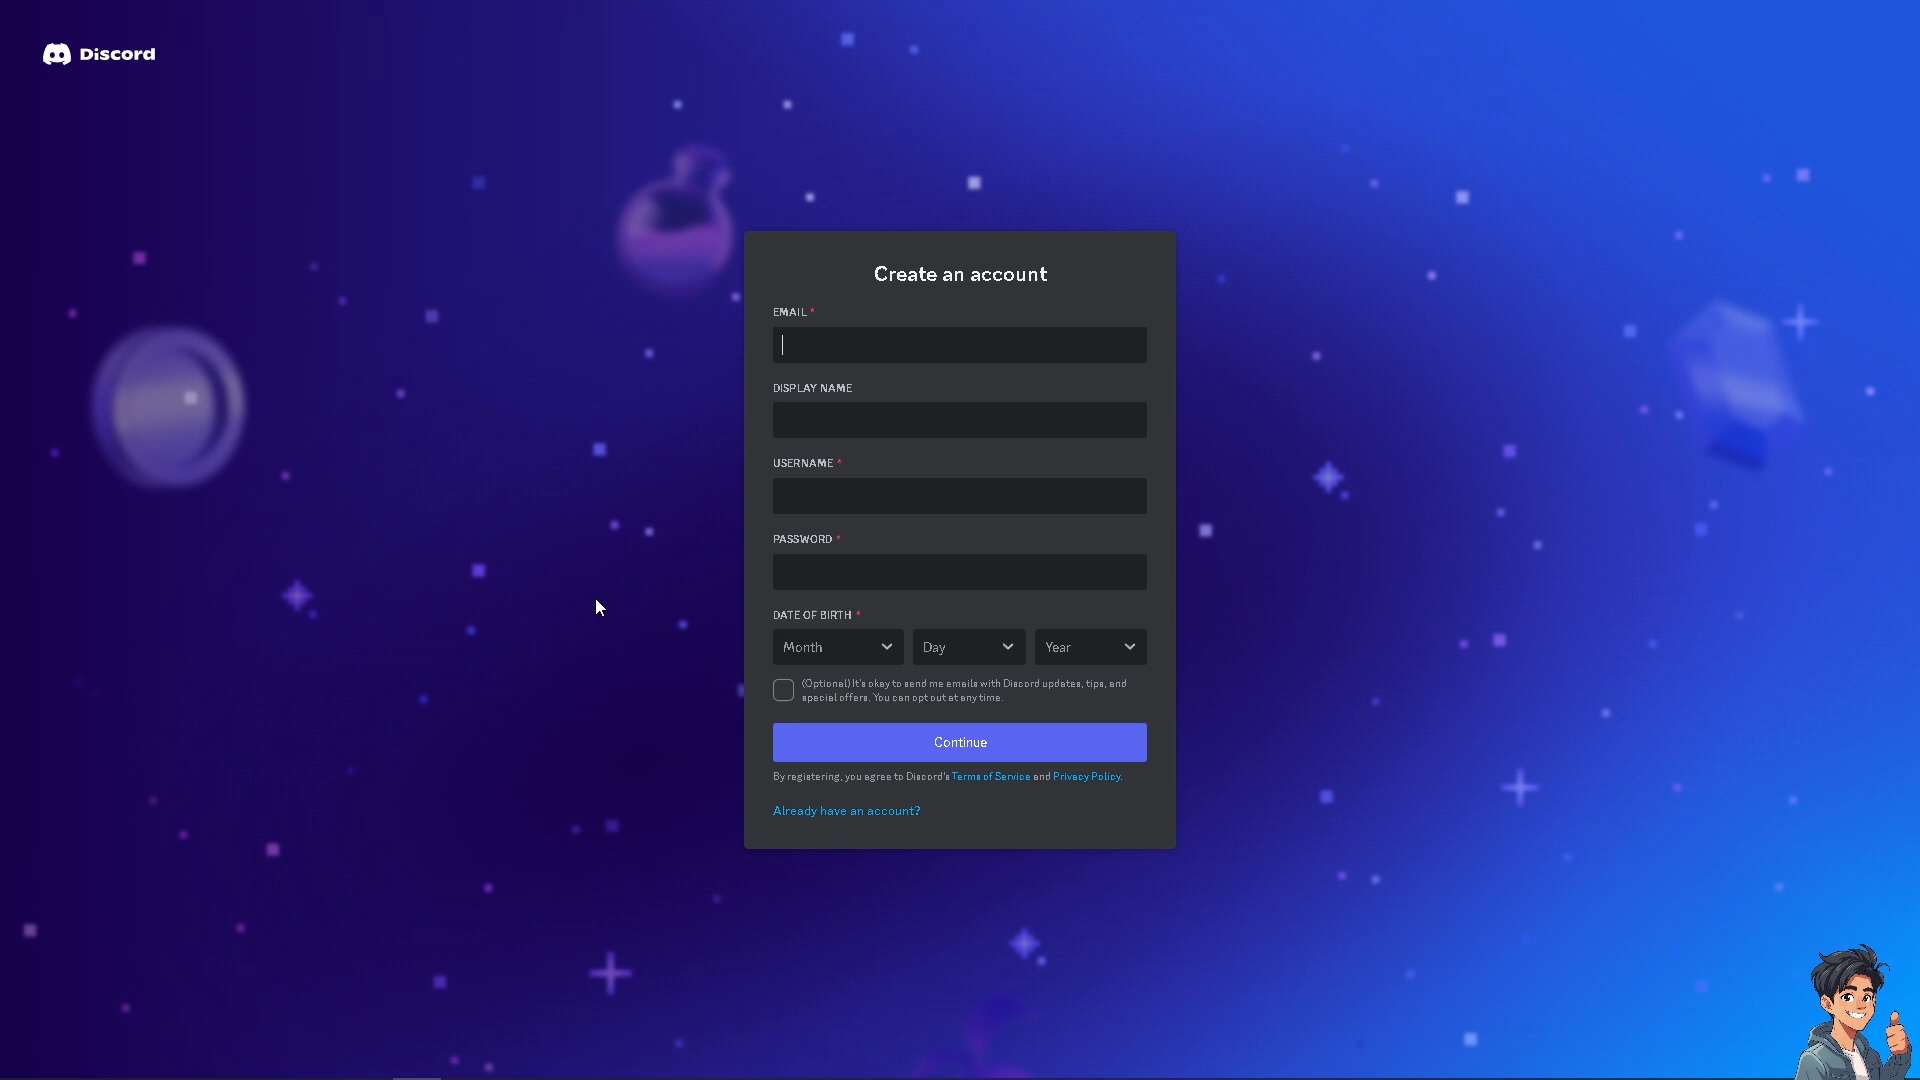 Discord
Create an account
EMAIL *
DISPLAY NAME
USERNAME *
PASSWORD *
DATE OF BIRTH *
Month Day Year
(Optional) It's okay to send me emails with Discord updates, tips, and
special offers. You can opt out at any time.
Continue
By registering, you agree to Discord's Terms of Service and Privacy Policy.
Already have an account?